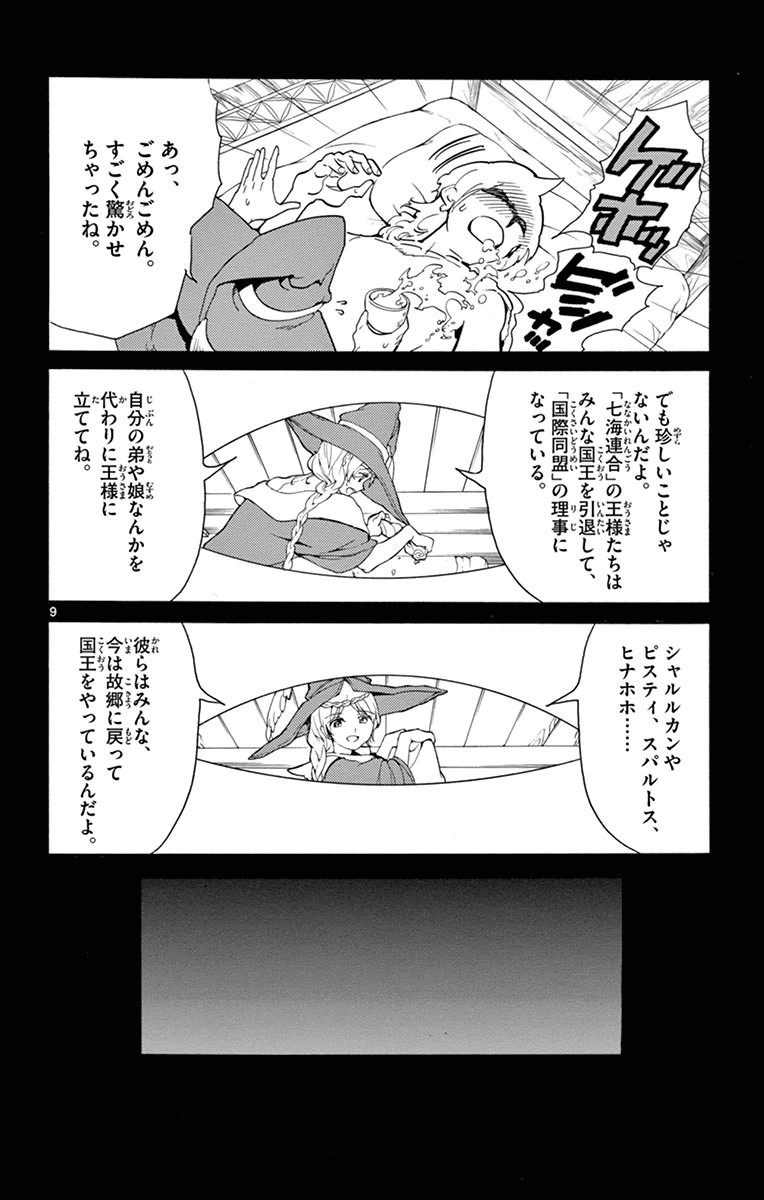 ゲホッ
ビシャッ
あっ、
ごめんごめん。
すごく驚かせ
ちゃったね。
でも珍しいことじゃ
ないんだよ。
「七海連合」の王様たちは
みんな国王を引退して、
「国際同盟」の理事に
なっている。
自分の弟や娘なんかを
代わりに王様に
立ててね。
9
シャルルカンや
ピスティ、スパルトス、
ヒナホホ……
彼らはみんな、
今は故郷に戻って
国王をやっているんだよ。